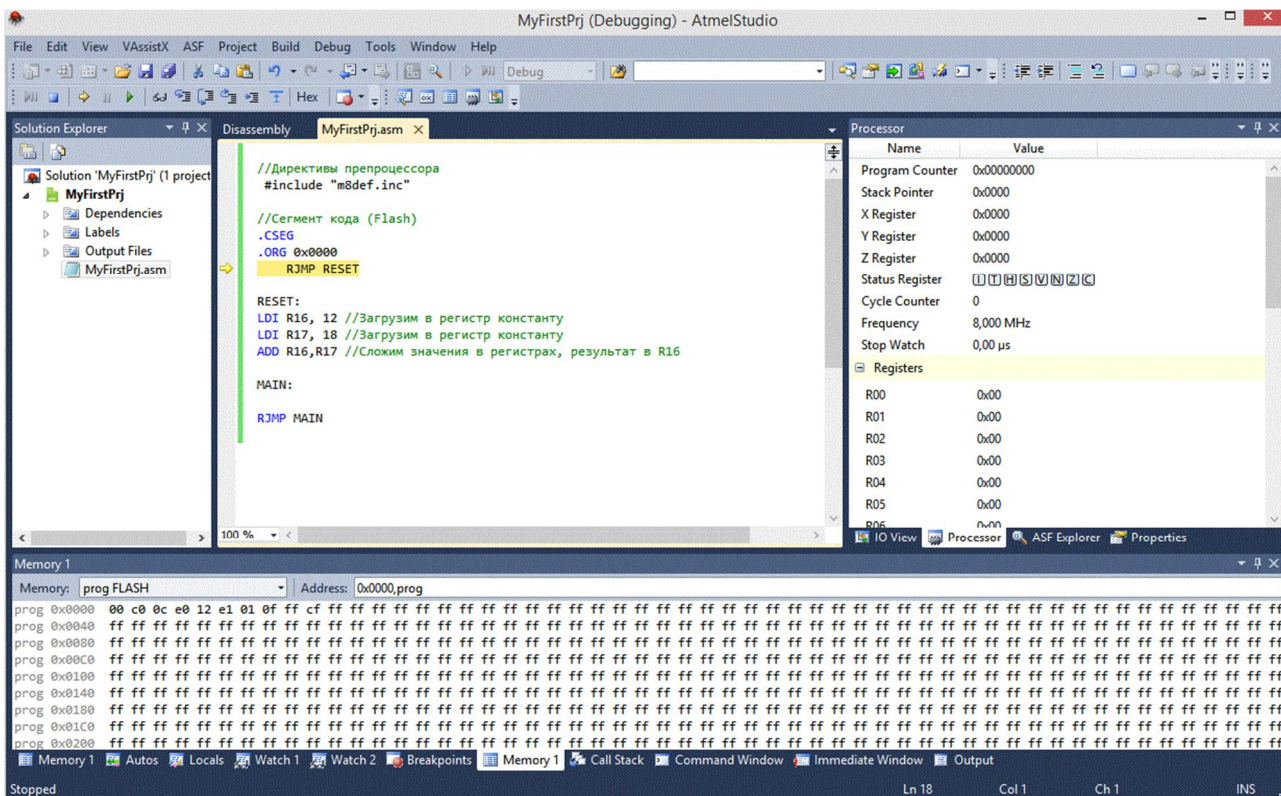 MyFirstPrj (Debugging) - AtmelStudio
File Edit View VAssistX ASF Project Build Debug Tools Window Help
Debug
Hex
Solution Explorer
Solution 'MyFirstPrj' (1 project
MyFirstPrj
Dependencies
Labels
Output Files
MyFirstPrj.asm
Disassembly MyFirstPrj.asm
//Директивы препроцессора
#include "m8def.inc"
//Сегмент кода (Flash)
.CSEG
.ORG 0x0000
RJMP RESET
RESET:
LDI R16, 12 //Загрузим в регистр константу
LDI R17, 18 //Загрузим в регистр константу
ADD R16,R17 //Сложим значения в регистрах, результат в R16
MAIN:
RJMP MAIN
100 %
Processor
Name Value
Program Counter 0x00000000
Stack Pointer 0x0000
X Register 0x0000
Y Register 0x0000
Z Register 0x0000
Status Register I T H S V N Z C
Cycle Counter 0
Frequency 8,000 MHz
Stop Watch 0,00 µs
Registers
R00 0x00
R01 0x00
R02 0x00
R03 0x00
R04 0x00
R05 0x00
R06 0x00
IO View Processor ASF Explorer Properties
Memory 1
Memory: prog FLASH Address: 0x0000,prog
prog 0x0000 00 c0 0c e0 12 e1 01 0f ff cf ff ff ff ff ff ff ff ff ff ff ff ff ff ff ff ff ff ff ff ff ff ff ff ff ff ff ff ff ff ff ff ff ff ff ff ff ff ff ff ff ff ff ff ff
prog 0x0040 ff ff ff ff ff ff ff ff ff ff ff ff ff ff ff ff ff ff ff ff ff ff ff ff ff ff ff ff ff ff ff ff ff ff ff ff ff ff ff ff ff ff ff ff ff ff ff ff ff ff ff ff ff ff
prog 0x0080 ff ff ff ff ff ff ff ff ff ff ff ff ff ff ff ff ff ff ff ff ff ff ff ff ff ff ff ff ff ff ff ff ff ff ff ff ff ff ff ff ff ff ff ff ff ff ff ff ff ff ff ff ff ff
prog 0x00C0 ff ff ff ff ff ff ff ff ff ff ff ff ff ff ff ff ff ff ff ff ff ff ff ff ff ff ff ff ff ff ff ff ff ff ff ff ff ff ff ff ff ff ff ff ff ff ff ff ff ff ff ff ff ff
prog 0x0100 ff ff ff ff ff ff ff ff ff ff ff ff ff ff ff ff ff ff ff ff ff ff ff ff ff ff ff ff ff ff ff ff ff ff ff ff ff ff ff ff ff ff ff ff ff ff ff ff ff ff ff ff ff ff
prog 0x0140 ff ff ff ff ff ff ff ff ff ff ff ff ff ff ff ff ff ff ff ff ff ff ff ff ff ff ff ff ff ff ff ff ff ff ff ff ff ff ff ff ff ff ff ff ff ff ff ff ff ff ff ff ff ff
prog 0x0180 ff ff ff ff ff ff ff ff ff ff ff ff ff ff ff ff ff ff ff ff ff ff ff ff ff ff ff ff ff ff ff ff ff ff ff ff ff ff ff ff ff ff ff ff ff ff ff ff ff ff ff ff ff ff
prog 0x01C0 ff ff ff ff ff ff ff ff ff ff ff ff ff ff ff ff ff ff ff ff ff ff ff ff ff ff ff ff ff ff ff ff ff ff ff ff ff ff ff ff ff ff ff ff ff ff ff ff ff ff ff ff ff ff
prog 0x0200 ff ff ff ff ff ff ff ff ff ff ff ff ff ff ff ff ff ff ff ff ff ff ff ff ff ff ff ff ff ff ff ff ff ff ff ff ff ff ff ff ff ff ff ff ff ff ff ff ff ff ff ff ff ff
Memory 1 Autos Locals Watch 1 Watch 2 Breakpoints Memory 1 Call Stack Command Window Immediate Window Output
Stopped Ln 18 Col 1 Ch 1 INS